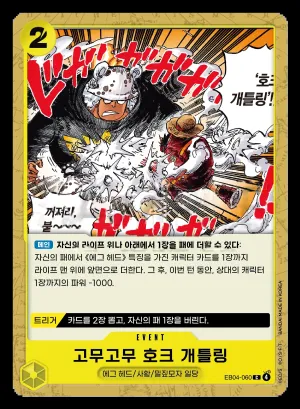 2
드가가각
'호크
개틀링'!
꺼져리,
불~~
메인 자신의 라이프 위나 아래에서 1장을 패에 더할 수 있다:
자신의 패에서 《에그 헤드》 특징을 가진 캐릭터 카드를 1장까지
라이프 맨 위에 앞면으로 더한다. 그 후, 이번 턴 동안, 상대의 캐릭터
1장까지의 파워 -1000.
트리거 카드를 2장 뽑고, 자신의 패 1장을 버린다.
EVENT
고무고무 호크 개틀링
에그 헤드/사황/밀짚모자 일당
EB04-060 C